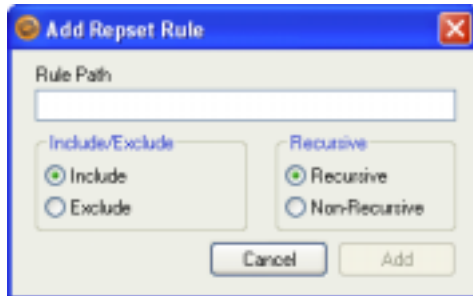 Add Repset Rule
Rule Path
Include/Exclude
Recursive
Include
Recursive
Exclude
Non-Recursive
Cancel
Add